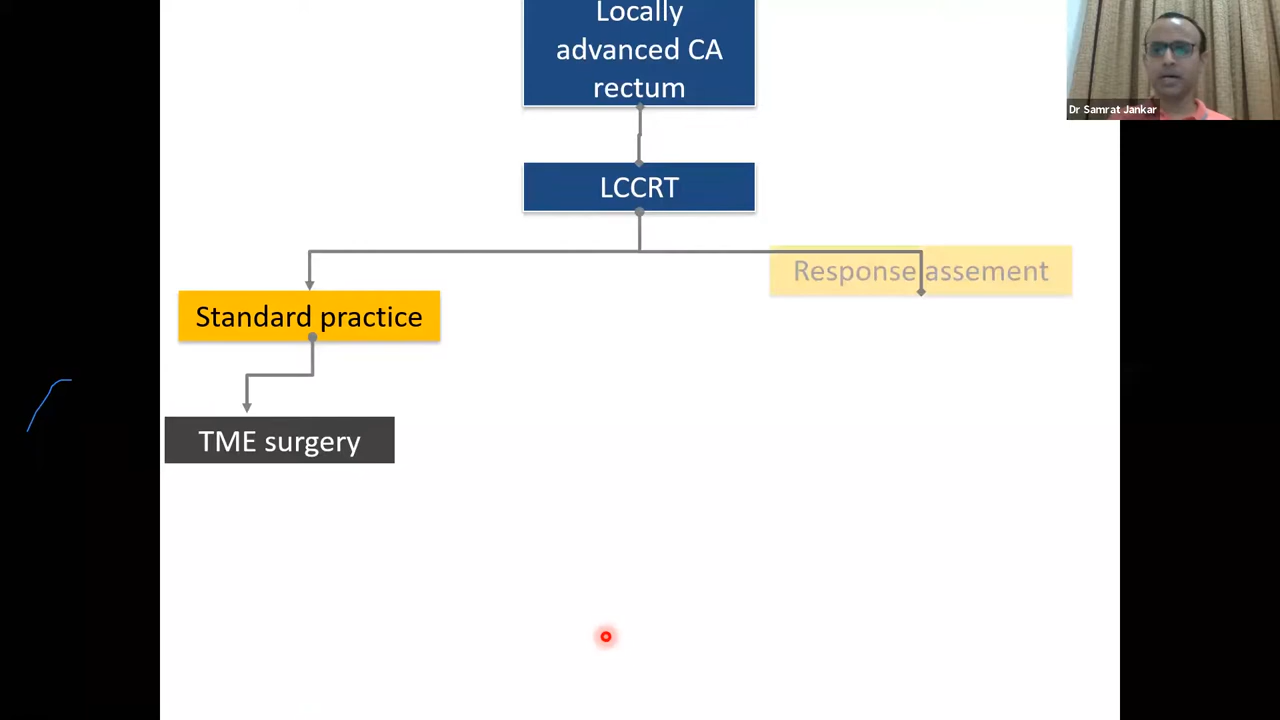 Locally
advanced CA
rectum
Dr Samrat Jankar
LCCRT
Response assement
Standard practice
TME surgery